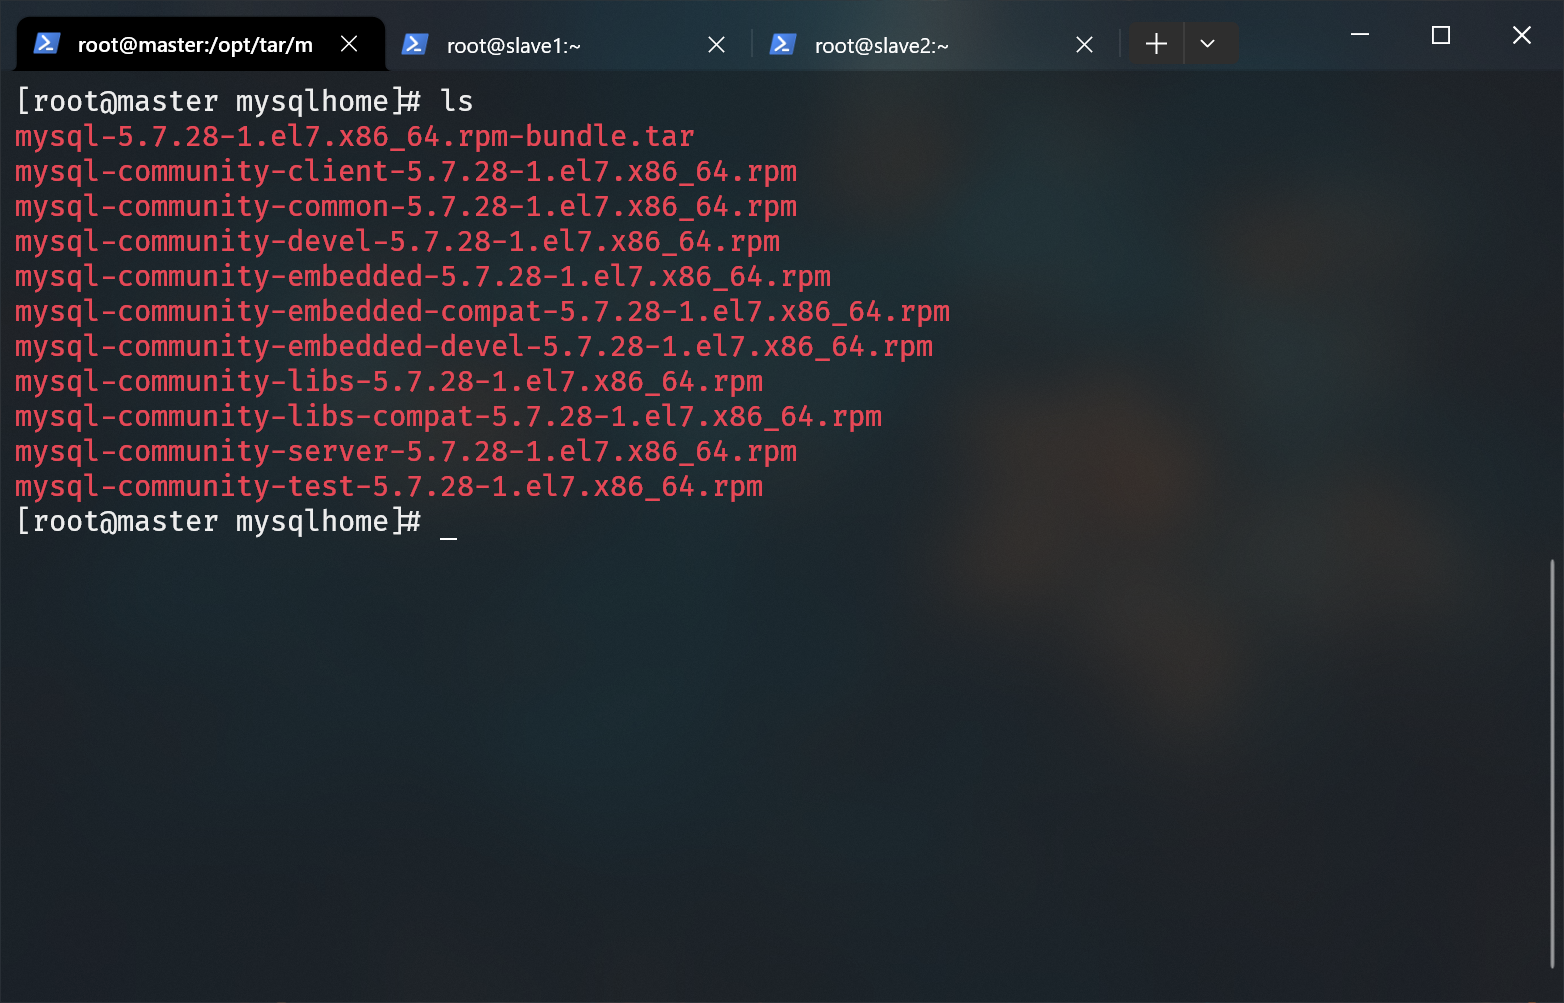 root@master:/opt/tar/m
root@slave1:~
root@slave2:~
[root@master mysqlhome]# ls
mysql-5.7.28-1.el7.x86_64.rpm-bundle.tar
mysql-community-client-5.7.28-1.el7.x86_64.rpm
mysql-community-common-5.7.28-1.el7.x86_64.rpm
mysql-community-devel-5.7.28-1.el7.x86_64.rpm
mysql-community-embedded-5.7.28-1.el7.x86_64.rpm
mysql-community-embedded-compat-5.7.28-1.el7.x86_64.rpm
mysql-community-embedded-devel-5.7.28-1.el7.x86_64.rpm
mysql-community-libs-5.7.28-1.el7.x86_64.rpm
mysql-community-libs-compat-5.7.28-1.el7.x86_64.rpm
mysql-community-server-5.7.28-1.el7.x86_64.rpm
mysql-community-test-5.7.28-1.el7.x86_64.rpm
[root@master mysqlhome]# _